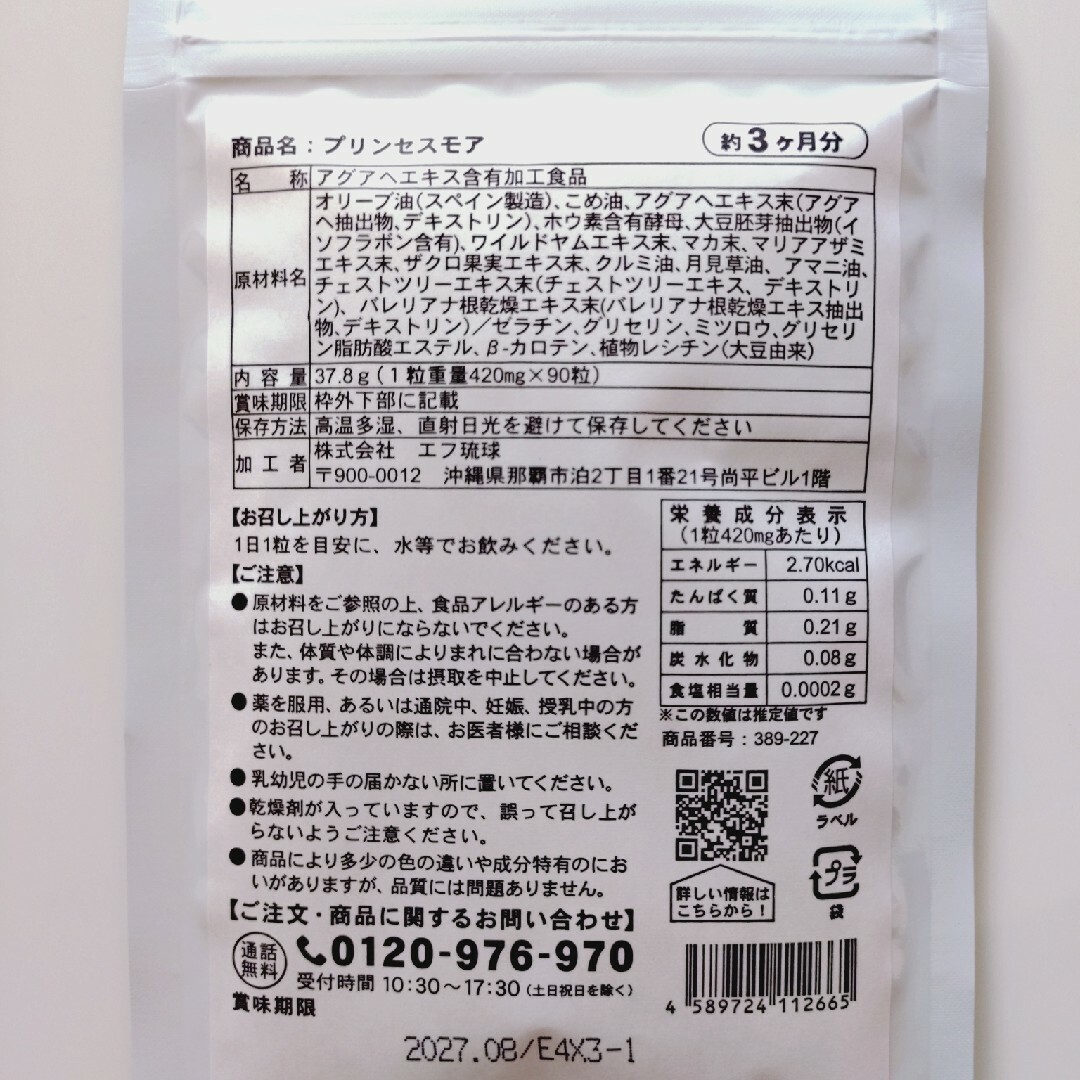 商品名：プリンセスモア
約3ヶ月分
名称 アグアヘエキス含有加工食品
原材料名
オリーブ油(スペイン製造)、こめ油、アグアヘエキス末(アグア
ヘ抽出物、デキストリン)、ホウ素含有酵母、大豆胚芽抽出物(イ
ソフラボン含有)、ワイルドヤムエキス末、マカ末、マリアアザミ
エキス末、ザクロ果実エキス末、クルミ油、月見草油、アマニ油、
チェストツリーエキス末(チェストツリーエキス、デキストリ
ン)、バレリアナ根乾燥エキス末(バレリアナ根乾燥エキス抽出
物、デキストリン)／ゼラチン、グリセリン、ミツロウ、グリセリ
ン脂肪酸エステル、β-カロテン、植物レシチン(大豆由来)
内容量 37.8g(1粒重量420mg×90粒)
賞味期限 枠外下部に記載
保存方法 高温多湿、直射日光を避けて保存してください
加工者
株式会社 エフ琉球
〒900-0012 沖縄県那覇市泊2丁目1番21号尚平ビル1階
【お召し上がり方】
1日1粒を目安に、水等でお飲みください。
【ご注意】
●原材料をご参照の上、食品アレルギーのある方
はお召し上がりにならないでください。
また、体質や体調によりまれに合わない場合が
あります。その場合は摂取を中止してください。
●薬を服用、あるいは通院中、妊娠、授乳中の方
のお召し上がりの際は、お医者様にご相談くだ
さい。
●乳幼児の手の届かない所に置いてください。
●乾燥剤が入っていますので、誤って召し上が
らないようご注意ください。
●商品により多少の色の違いや成分特有のにお
いがありますが、品質には問題ありません。
栄養成分表示
(1粒420mgあたり)
エネルギー 2.70kcal
たんぱく質 0.11g
脂質 0.21g
炭水化物 0.08g
食塩相当量 0.0002g
※この数値は推定値です
商品番号：389-227
紙
ラベル
プラ
袋
詳しい情報は
こちらから！
【ご注文・商品に関するお問い合わせ】
通話
無料
0120-976-970
受付時間 10:30～17:30(土日祝日を除く)
4 589724 112665
賞味期限
2027.08/E4X3-1